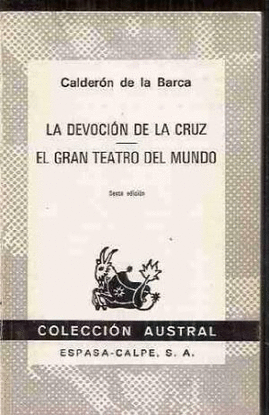 Calderón de la Barca
LA DEVOCIÓN DE LA CRUZ
EL GRAN TEATRO DEL MUNDO
Sexta edición
COLECCIÓN AUSTRAL
ESPASA-CALPE, S. A.